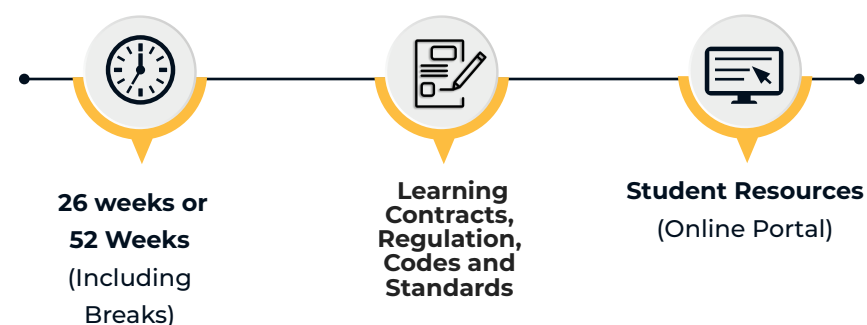 26 weeks or
52 Weeks
(Including
Breaks)
Learning
Contracts,
Regulation,
Codes and
Standards
Student Resources
(Online Portal)